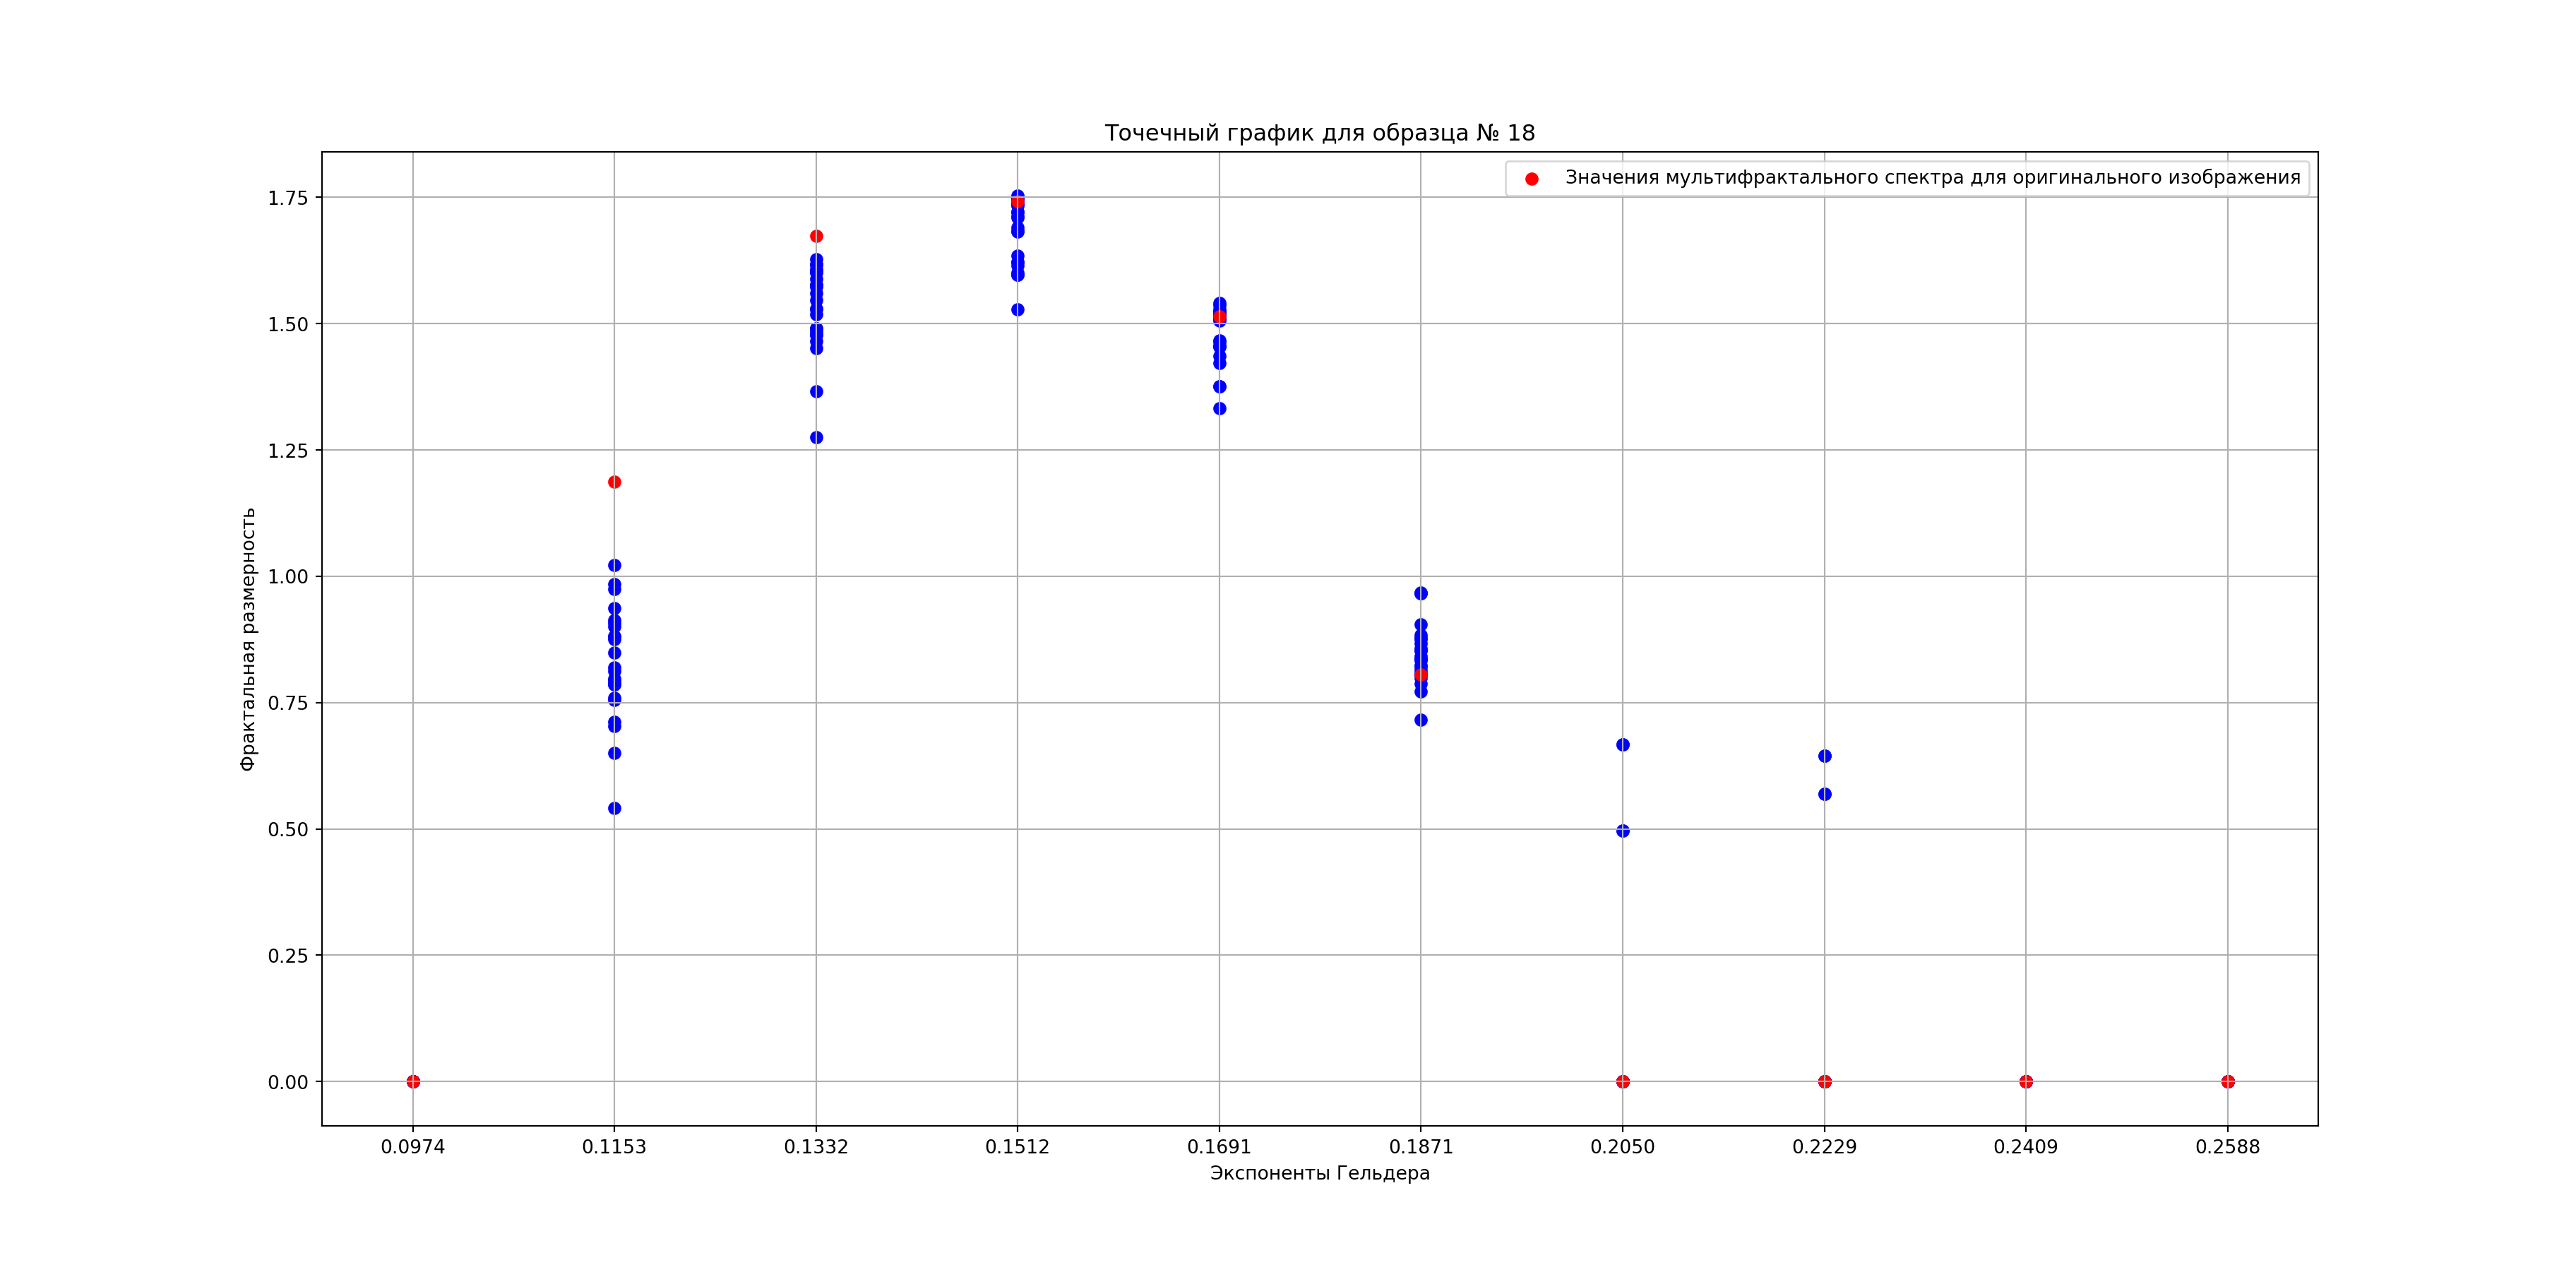 Точечный график для образца № 18
Значения мультифрактального спектра для оригинального изображения
Фрактальная размерность
1.75
1.50
1.25
1.00
0.75
0.50
0.25
0.00
0.0974 0.1153 0.1332 0.1512 0.1691 0.1871 0.2050 0.2229 0.2409 0.2588
Экспоненты Гельдера